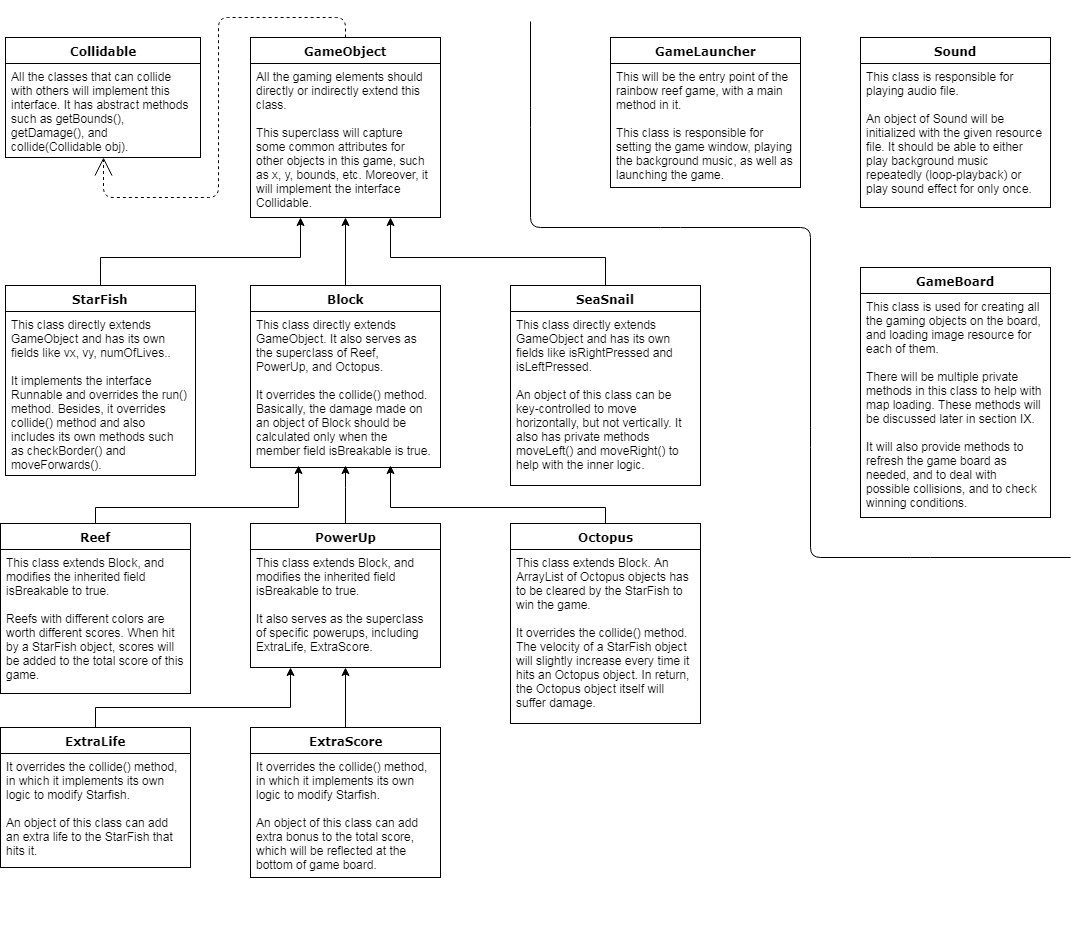 Collidable
All the classes that can collide
with others will implement this
interface. It has abstract methods
such as getBounds(),
getDamage(), and
collide(Collidable obj).
GameObject
All the gaming elements should
directly or indirectly extend this
class.
This superclass will capture
some common attributes for
other objects in this game, such
as x, y, bounds, etc. Moreover, it
will implement the interface
Collidable.
GameLauncher
This will be the entry point of the
rainbow reef game, with a main
method in it.
This class is responsible for
setting the game window, playing
the background music, as well as
launching the game.
Sound
This class is responsible for
playing audio file.
An object of Sound will be
initialized with the given resource
file. It should be able to either
play background music
repeatedly (loop-playback) or
play sound effect for only once.
GameBoard
This class is used for creating all
the gaming objects on the board,
and loading image resource for
each of them.
There will be multiple private
methods in this class to help with
map loading. These methods will
be discussed later in section IX.
It will also provide methods to
refresh the game board as
needed, and to deal with
possible collisions, and to check
winning conditions.
StarFish
This class directly extends
GameObject and has its own
fields like vx, vy, numOfLives..
It implements the interface
Runnable and overrides the run()
method. Besides, it overrides
collide() method and also
includes its own methods such
as checkBorder() and
moveForwards().
Block
This class directly extends
GameObject. It also serves as
the superclass of Reef,
PowerUp, and Octopus.
It overrides the collide() method.
Basically, the damage made on
an object of Block should be
calculated only when the
member field isBreakable is true.
SeaSnail
This class directly extends
GameObject and has its own
fields like isRightPressed and
isLeftPressed.
An object of this class can be
key-controlled to move
horizontally, but not vertically. It
also has private methods
moveLeft() and moveRight() to
help with the inner logic.
Reef
This class extends Block, and
modifies the inherited field
isBreakable to true.
Reefs with different colors are
worth different scores. When hit
by a StarFish object, scores will
be added to the total score of this
game.
PowerUp
This class extends Block, and
modifies the inherited field
isBreakable to true.
It also serves as the superclass
of specific powerups, including
ExtraLife, ExtraScore.
Octopus
This class extends Block. An
ArrayList of Octopus objects has
to be cleared by the StarFish to
win the game.
It overrides the collide() method.
The velocity of a StarFish object
will slightly increase every time it
hits an Octopus object. In return,
the Octopus object itself will
suffer damage.
ExtraLife
It overrides the collide() method,
in which it implements its own
logic to modify Starfish.
An object of this class can add
an extra life to the StarFish that
hits it.
ExtraScore
It overrides the collide() method,
in which it implements its own
logic to modify Starfish.
An object of this class can add
extra bonus to the total score,
which will be reflected at the
bottom of game board.